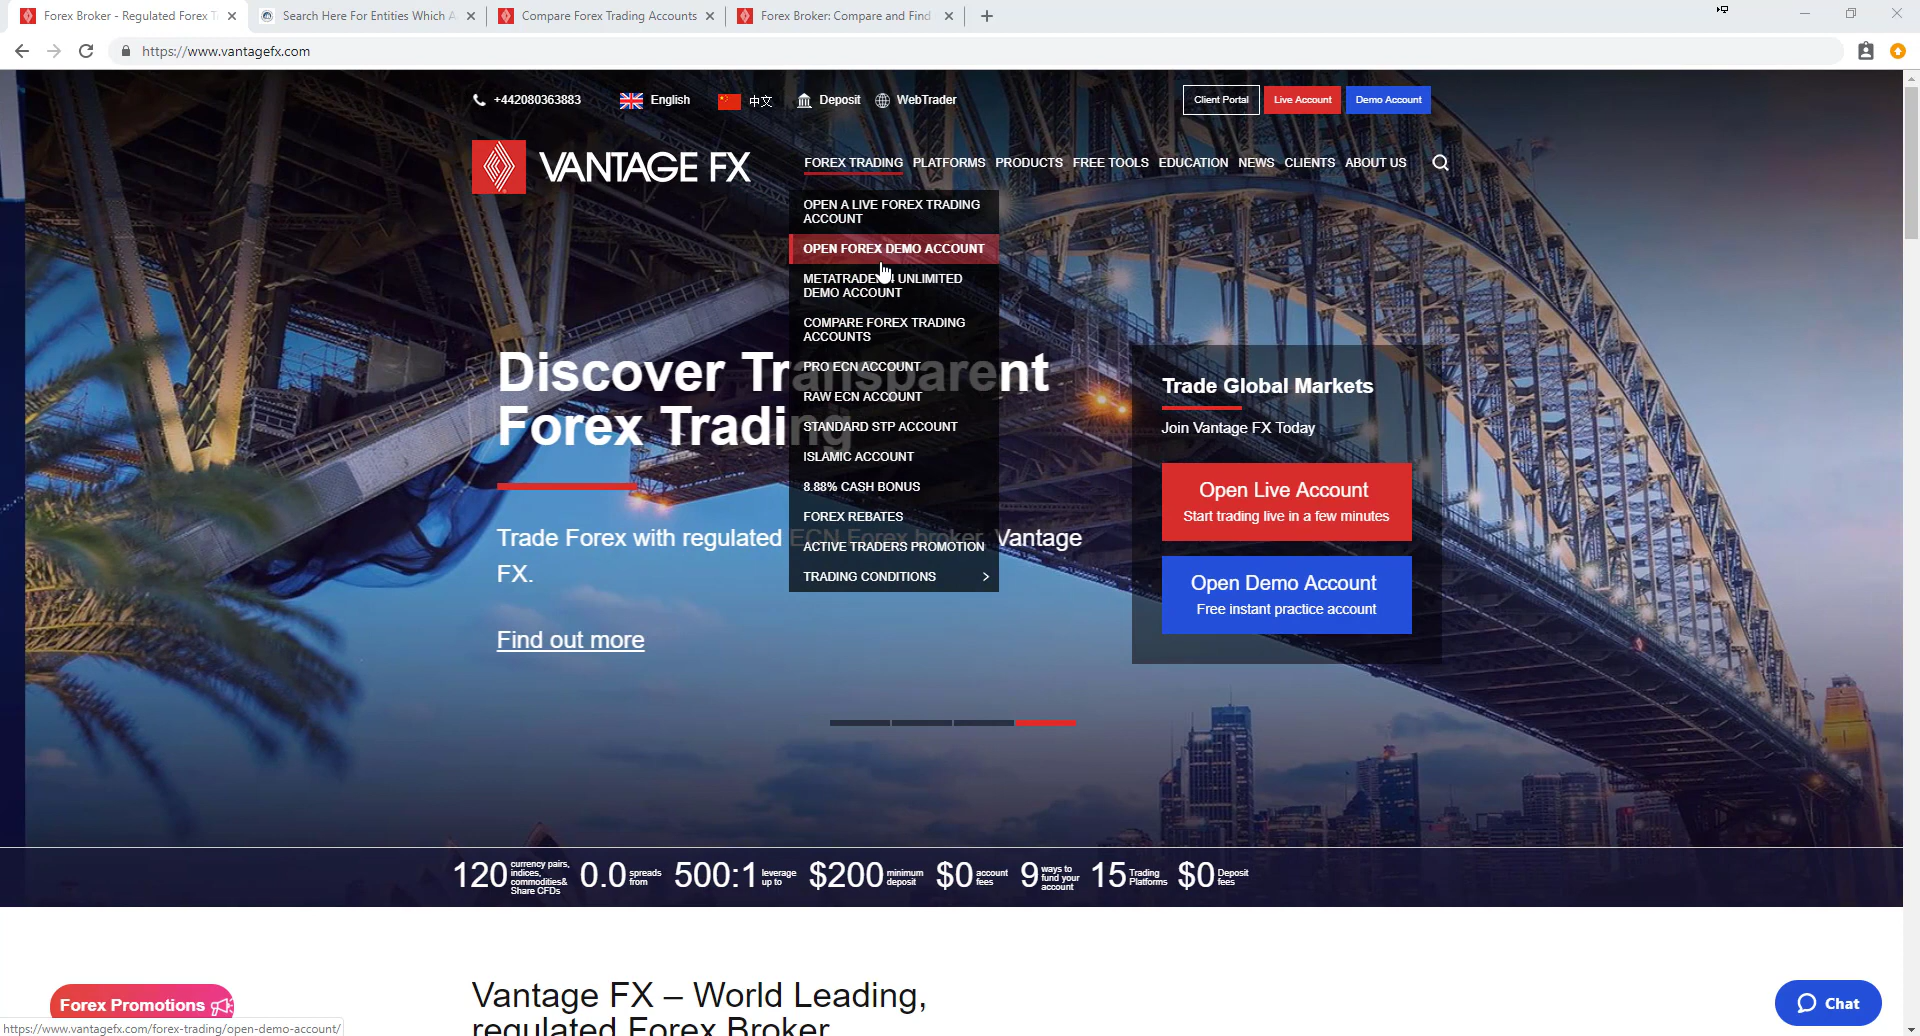 Forex Broker - Regulated Forex T
Search Here For Entities Which A
Compare Forex Trading Accounts
Forex Broker: Compare and Find
https://www.vantagefx.com
+442080363883
English
中文
Deposit
WebTrader
Client Portal
Live Account
Demo Account
VANTAGE FX
FOREX TRADING PLATFORMS PRODUCTS FREE TOOLS EDUCATION NEWS CLIENTS ABOUT US
OPEN A LIVE FOREX TRADING
ACCOUNT
OPEN FOREX DEMO ACCOUNT
UNLIMITED
DEMO ACCOUNT
COMPARE FOREX TRADING
ACCOUNTS
PRO ECN ACCOUNT
RAW ECN ACCOUNT
STANDARD STP ACCOUNT
ISLAMIC ACCOUNT
8.88% CASH BONUS
FOREX REBATES
ACTIVE TRADERS PROMOTION
TRADING CONDITIONS
Discover Transparent
Forex Trading
Trade Forex with regulated ECN Forex broker, Vantage
FX.
Find out more
Trade Global Markets
Join Vantage FX Today
Open Live Account
Start trading live in a few minutes
Open Demo Account
Free instant practice account
120 currency pairs, indices, commodities& Share CFDs
0.0 spreads from
500:1 leverage up to
$200 minimum deposit
$0 account fees
9 ways to fund your account
15 Trading Platforms
$0 Deposit fees
Vantage FX – World Leading,
regulated Forex Broker
Forex Promotions
Chat
https://www.vantagefx.com/forex-trading/open-demo-account/